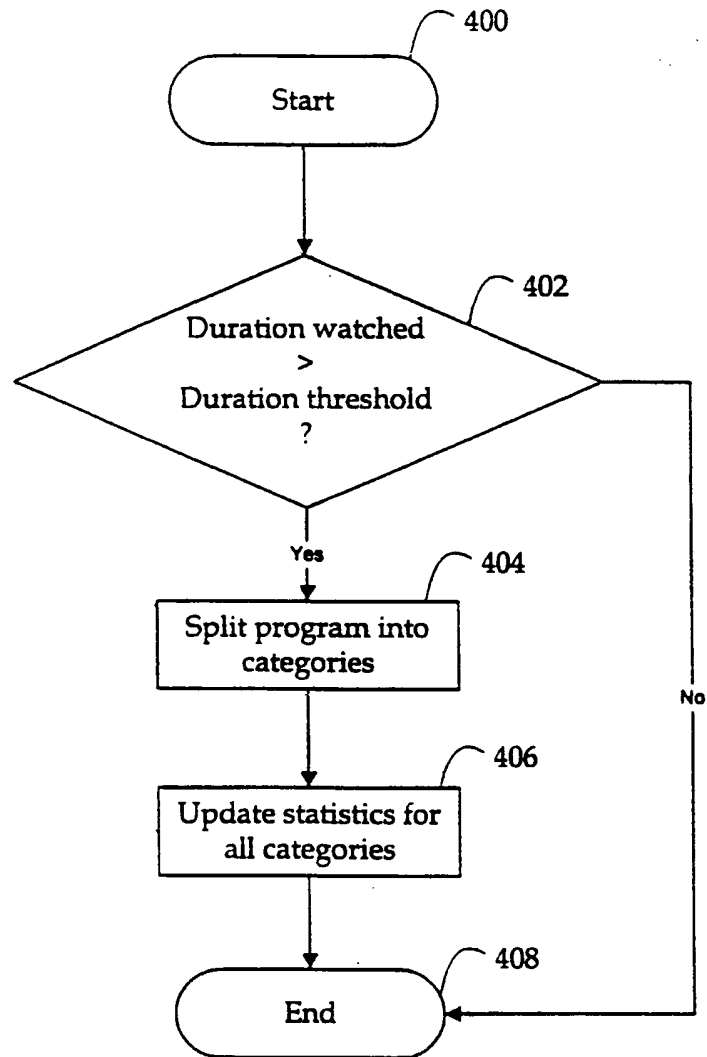 400
Start
402
Duration watched
>
Duration threshold
?
Yes
404
Split program into
categories
No
406
Update statistics for
all categories
408
End